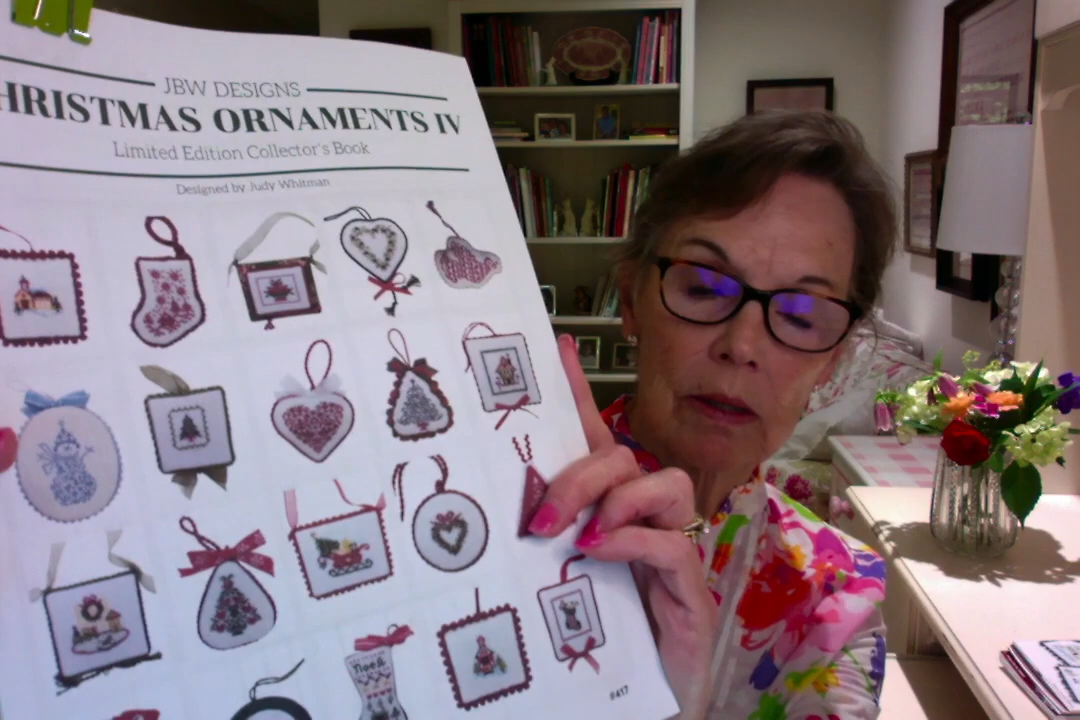 JBW DESIGNS
HRISTMAS ORNAMENTS IV
Limited Edition Collector's Book
Designed by Judy Whitman
Noel
#417